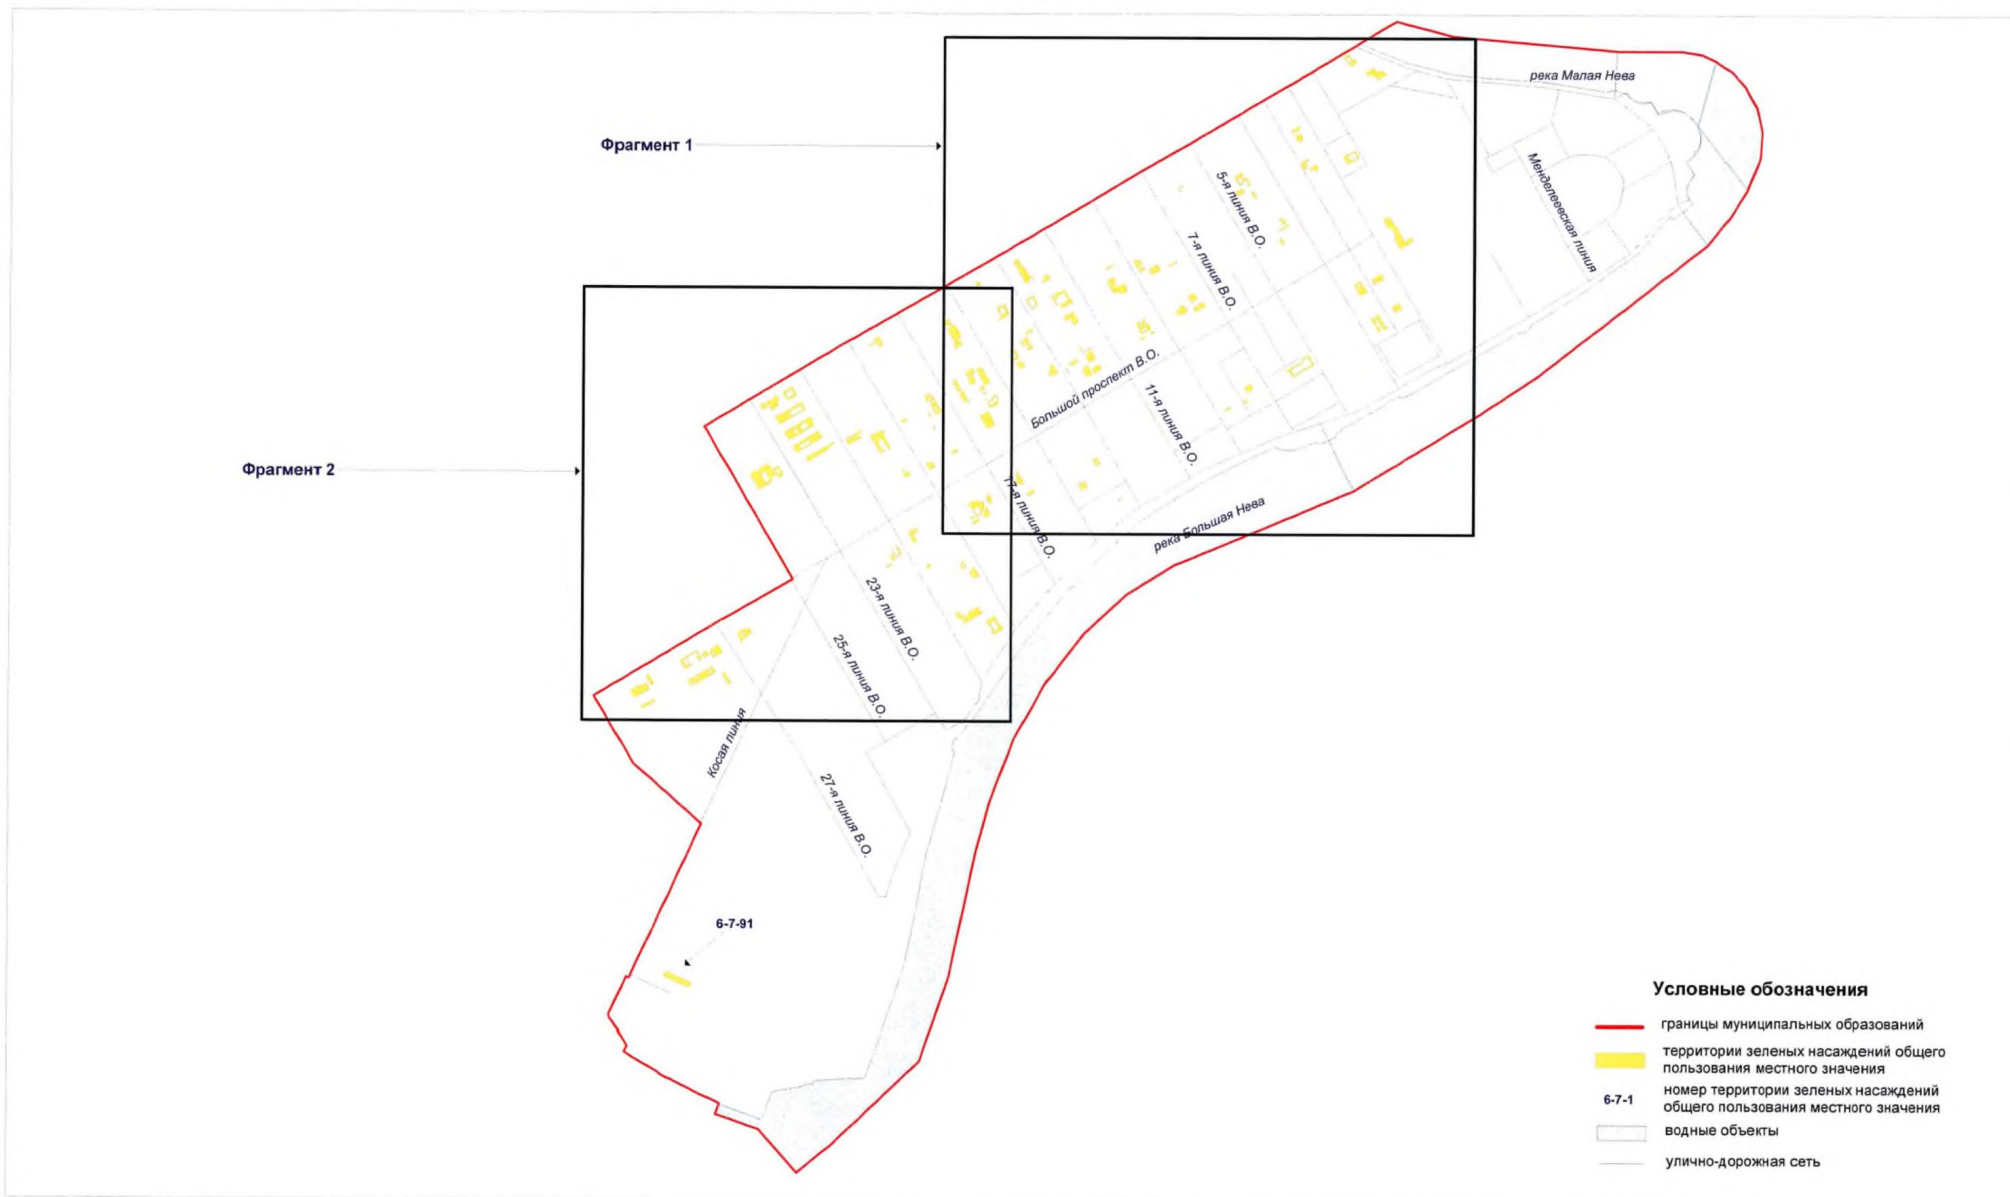 река Малая Нева
Фрагмент 1
Менделеевская линия
5-я линия В.О.
7-я линия В.О.
Большой проспект В.О.
11-я линия В.О.
Фрагмент 2
17-я линия В.О.
река Большая Нева
23-я линия В.О.
25-я линия В.О.
Косая линия
27-я линия В.О.
6-7-91
Условные обозначения
границы муниципальных образований
территории зеленых насаждений общего
пользования местного значения
6-7-1
номер территории зеленых насаждений
общего пользования местного значения
водные объекты
улично-дорожная сеть